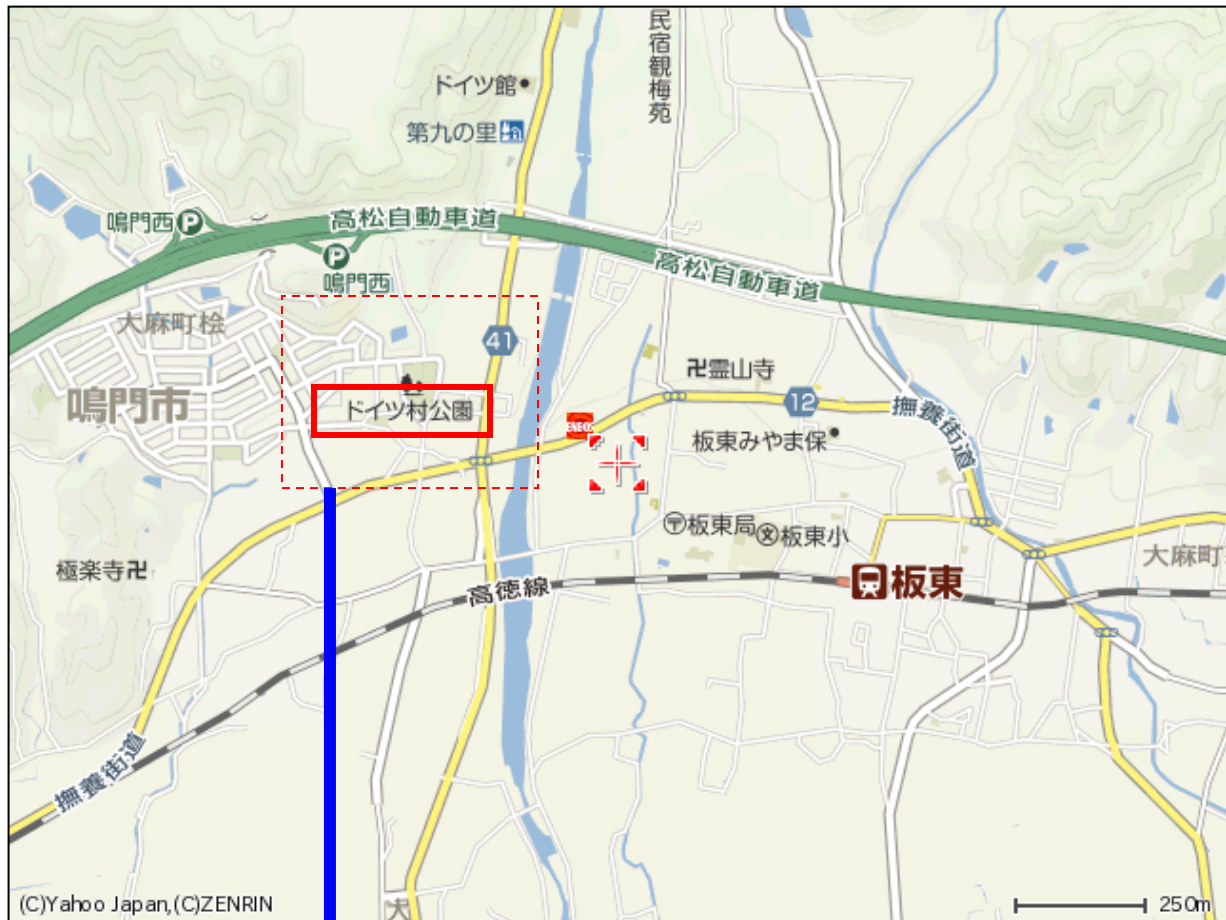 民宿観梅苑
ドイツ館
第九の里
鳴門西 P
高松自動車道
P
鳴門西
高松自動車道
大麻町桧
41
卍霊山寺
鳴門市
ドイツ村公園
12
撫養街道
ENEOS
板東みやま保
〒板東局
文板東小
大麻町
極楽寺卍
高徳線
板東
撫養街道
(C)Yahoo Japan,(C)ZENRIN
大
250m